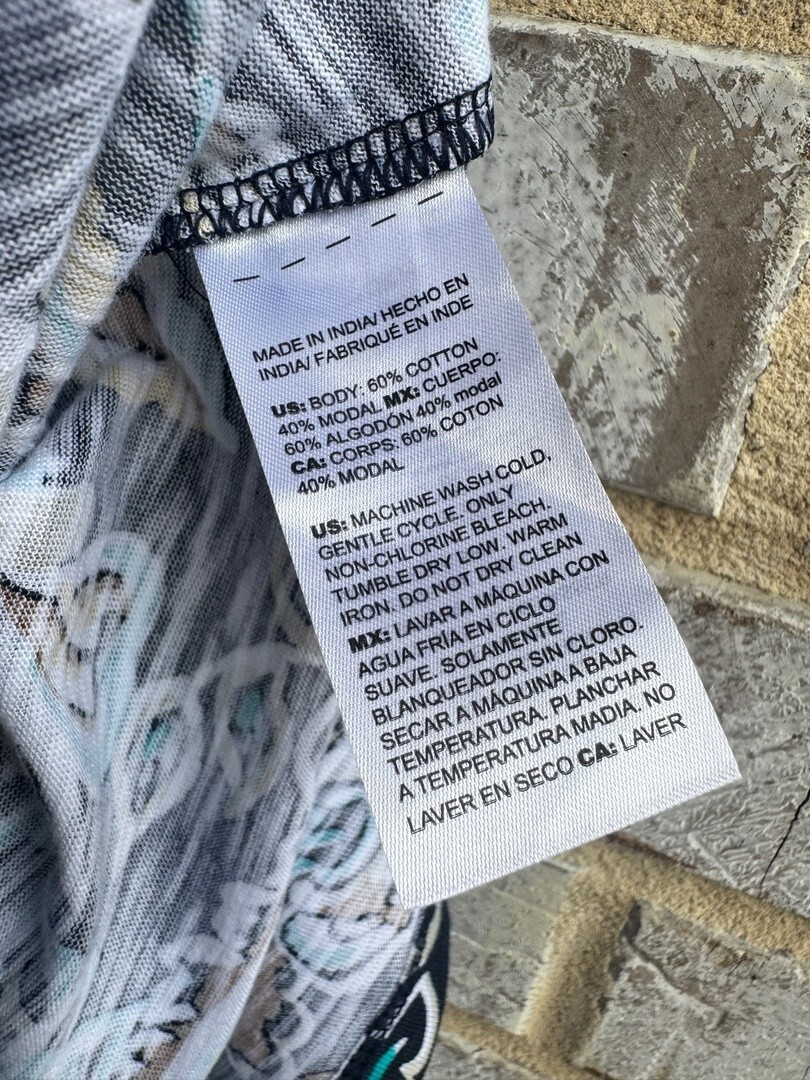 MADE IN INDIA/ HECHO EN
INDIA/ FABRIQUÉ EN INDE
US: BODY: 60% COTTON
40% MODAL MX: CUERPO:
60% ALGODÓN 40% modal
CA: CORPS: 60% COTON
40% MODAL
US: MACHINE WASH COLD,
GENTLE CYCLE. ONLY
NON-CHLORINE BLEACH.
TUMBLE DRY LOW. WARM
IRON. DO NOT DRY CLEAN
MX: LAVAR A MÁQUINA CON
AGUA FRÍA EN CICLO
SUAVE. SOLAMENTE
BLANQUEADOR SIN CLORO.
SECAR A MÁQUINA A BAJA
TEMPERATURA. PLANCHAR
A TEMPERATURA MADIA. NO
LAVER EN SECO CA: LAVER